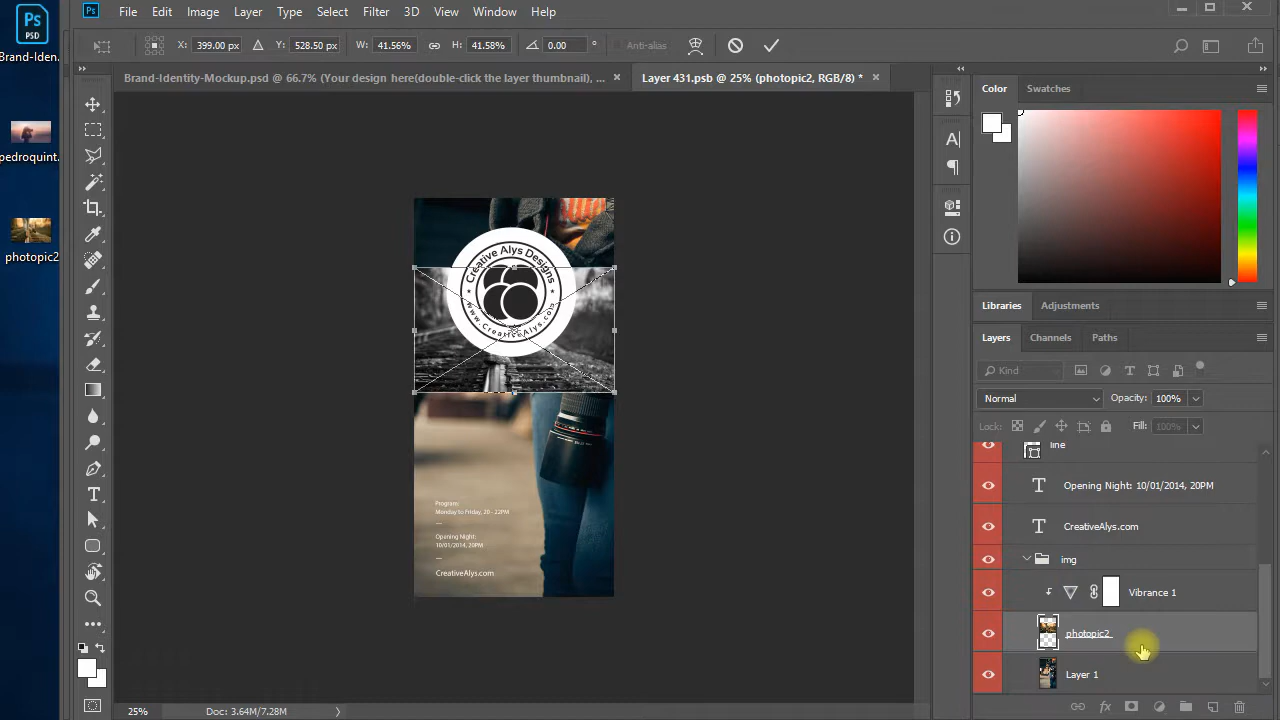 Ps
PSD
Brand-Iden.
pedroquint.
photopic2
Ps File Edit Image Layer Type Select Filter 3D View Window Help
X: 399.00 px Y: 528.50 px W: 41.56% H: 41.58% 0.00 ° Anti-alias
Brand-Identity-Mockup.psd @ 66.7% (Your design here(double-click the layer thumbnail), ... × Layer 431.psb @ 25% (photopic2, RGB/8) * ×
Color Swatches
Creative Alys Designs
www.CreativeAlys.com
Program:
Monday to Friday, 20 - 22PM
Opening Night:
10/01/2014, 20PM
CreativeAlys.com
Libraries Adjustments
Layers Channels Paths
Kind
Normal Opacity: 100%
Lock: Fill: 100%
line
T Opening Night: 10/01/2014, 20PM
T CreativeAlys.com
img
Vibrance 1
photopic2
Layer 1
fx
25% Doc: 3.64M/7.28M